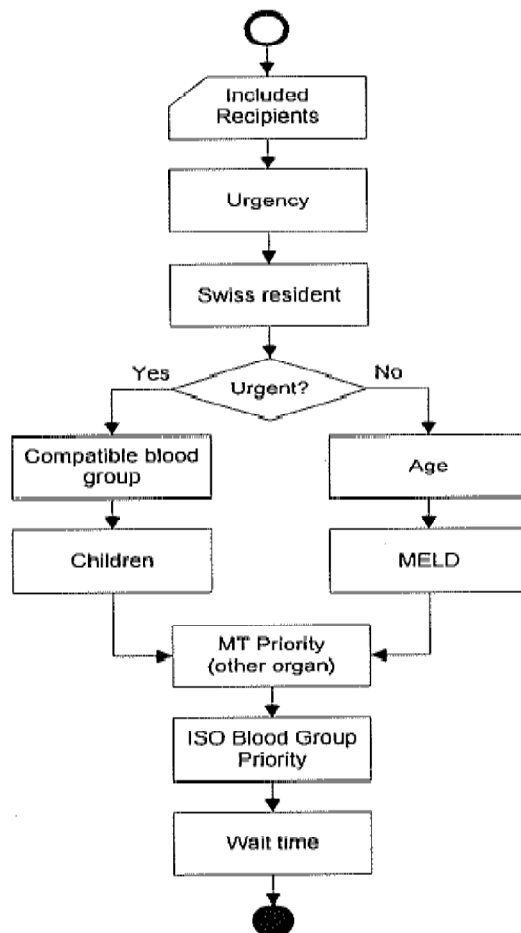 Included
Recipients
Urgency
Swiss resident
Yes
Urgent?
No
Compatible blood
group
Age
Children
MELD
MT Priority
(other organ)
ISO Blood Group
Priority
Wait time